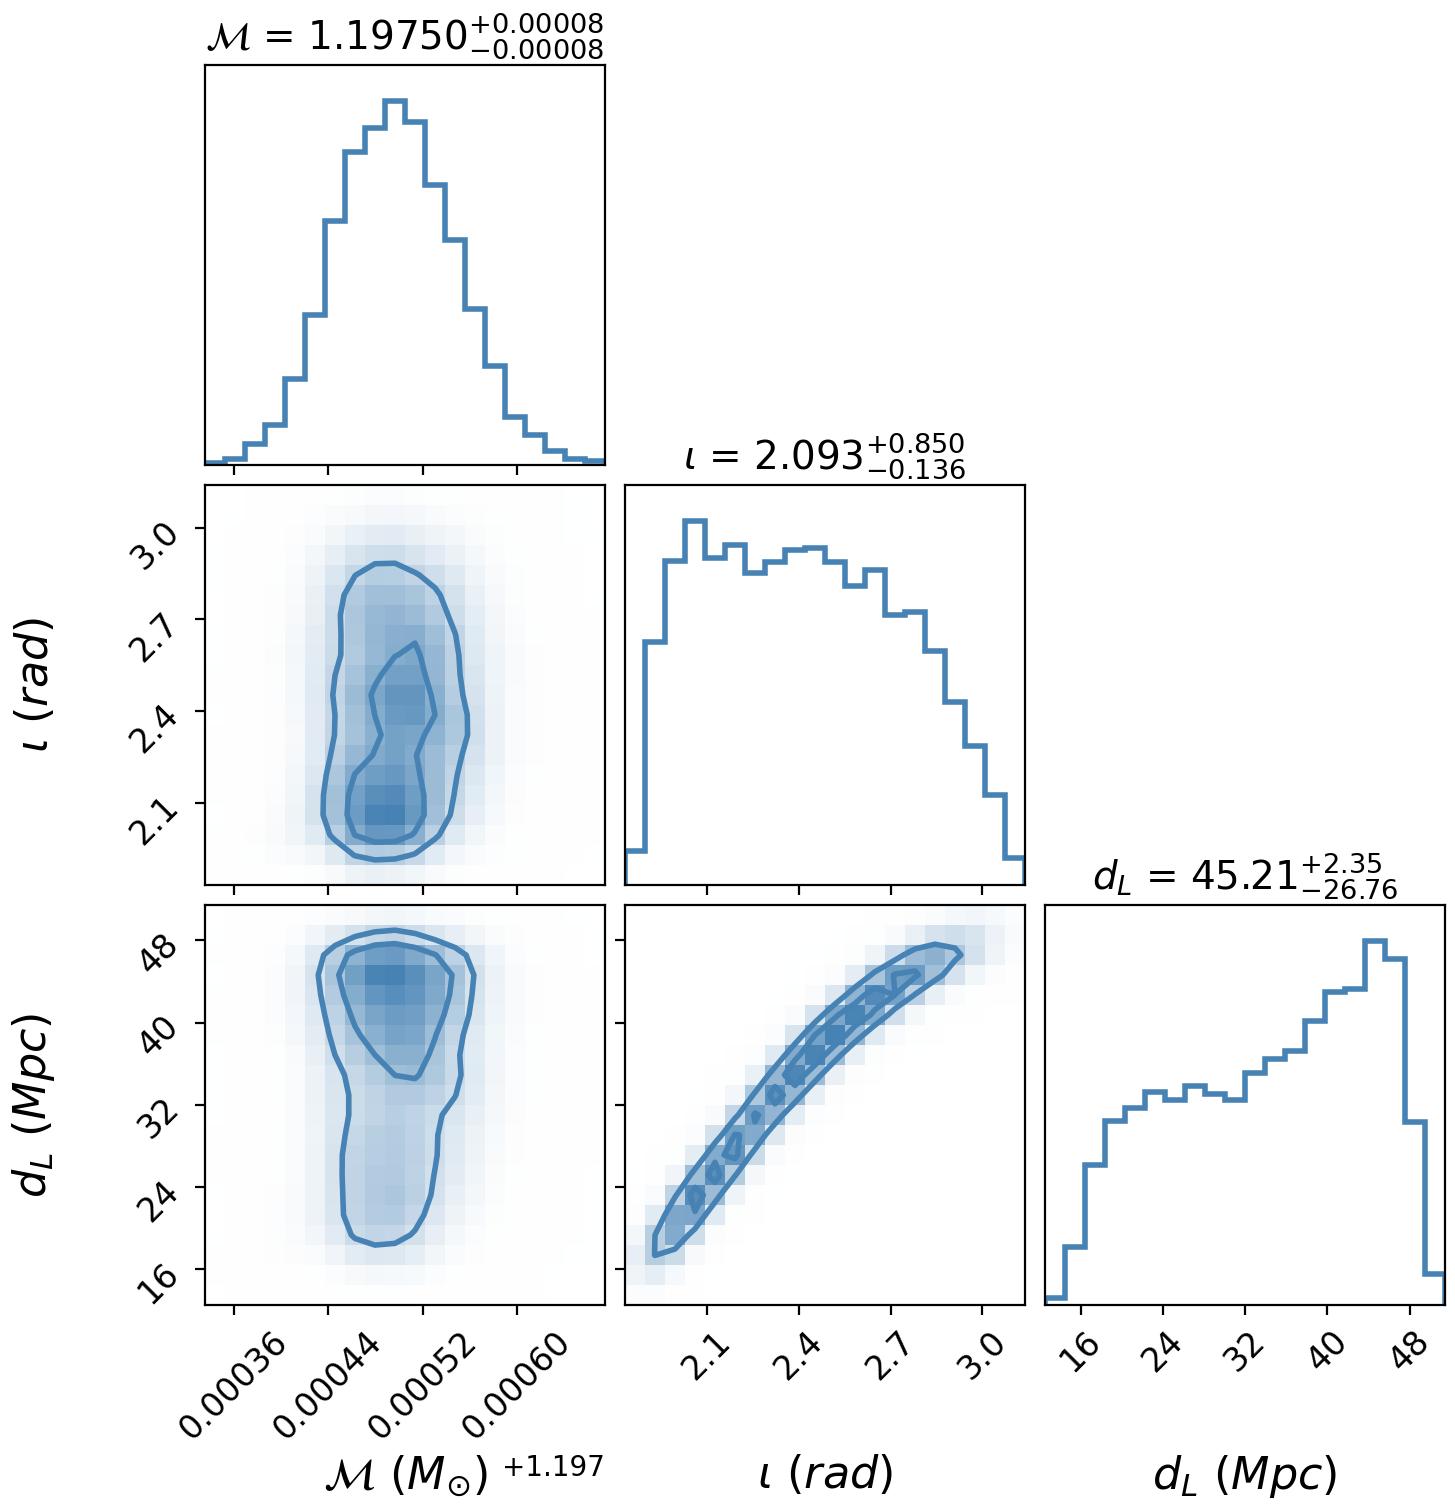 ℳ = 1.19750 +0.00008 −0.00008
ι = 2.093 +0.850 −0.136
3.0
2.7
2.4
2.1
ι (rad)
d_L = 45.21 +2.35 −26.76
48
40
32
24
16
d_L (Mpc)
0.00036 0.00044 0.00052 0.00060
2.1 2.4 2.7 3.0
16 24 32 40 48
ℳ (M_⊙) +1.197
ι (rad)
d_L (Mpc)